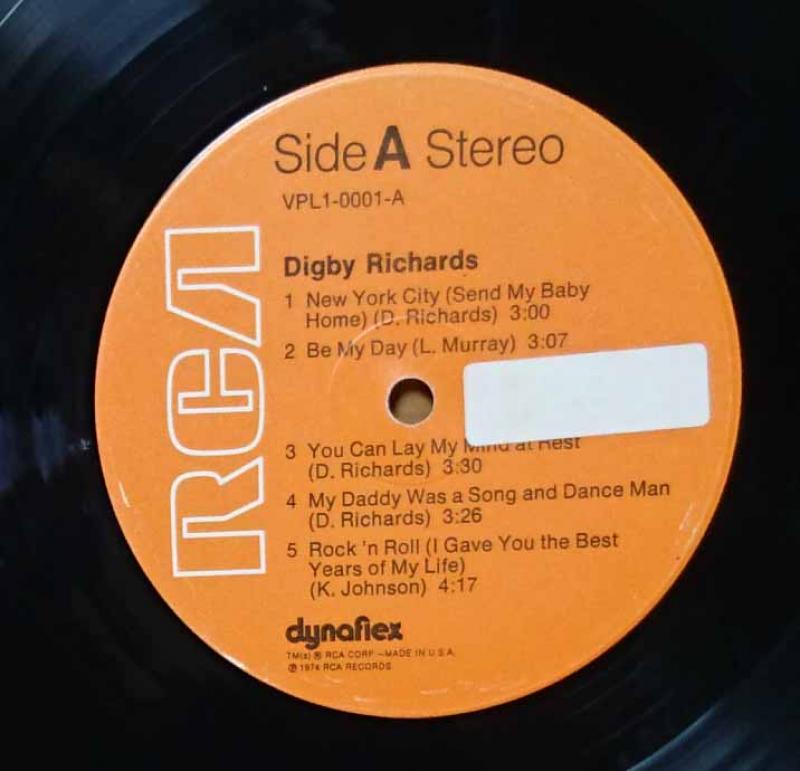 Side A Stereo
VPL1-0001-A
RCA
Digby Richards
1 New York City (Send My Baby
Home) (D. Richards) 3:00
2 Be My Day (L. Murray) 3:07
3 You Can Lay My Mind at Rest
(D. Richards) 3:30
4 My Daddy Was a Song and Dance Man
(D. Richards) 3:26
5 Rock 'n Roll (I Gave You the Best
Years of My Life)
(K. Johnson) 4:17
dynaflex
TM(s) ® RCA CORP.–MADE IN U.S.A.
℗ 1974 RCA RECORDS